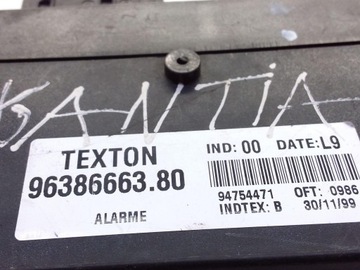 XANTIA
TEXTON IND: 00 DATE: L9
96386663.80
94754471 OFT: 0986
ALARME INDTEX: B 30/11/99